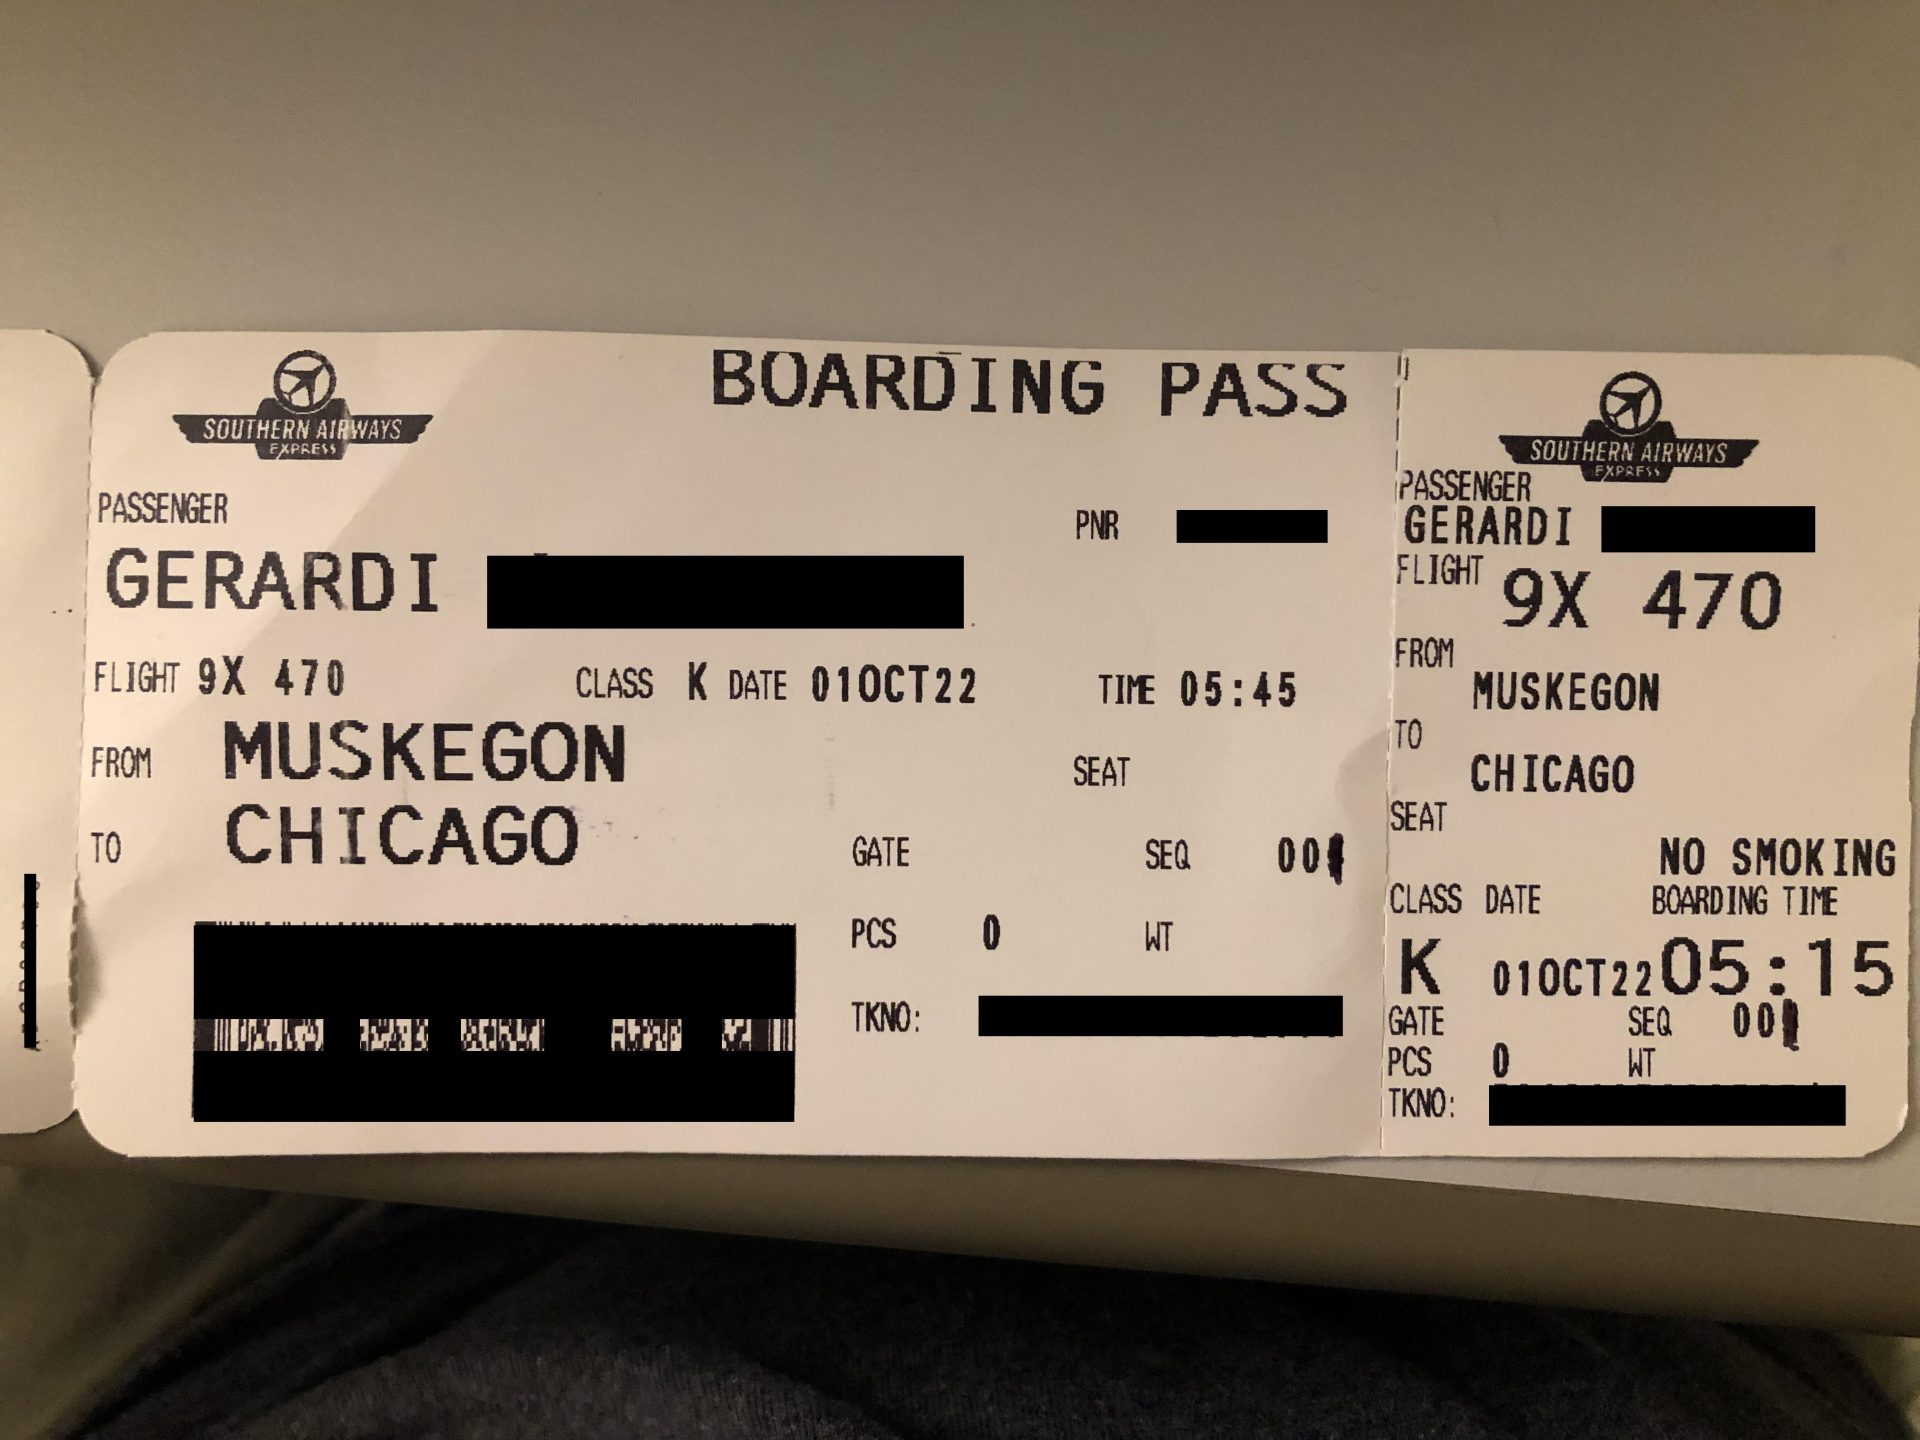 BOARDING PASS
SOUTHERN AIRWAYS
EXPRESS
PASSENGER
GERARDI
PNR
FLIGHT 9X 470 CLASS K DATE 01OCT22 TIME 05:45
FROM MUSKEGON
SEAT
TO CHICAGO
GATE SEQ 00
PCS 0 WT
TKNO:
SOUTHERN AIRWAYS
EXPRESS
PASSENGER
GERARDI
FLIGHT 9X 470
FROM
MUSKEGON
TO
CHICAGO
SEAT
NO SMOKING
CLASS DATE BOARDING TIME
K 01OCT22 05:15
GATE SEQ 00
PCS 0 WT
TKNO: